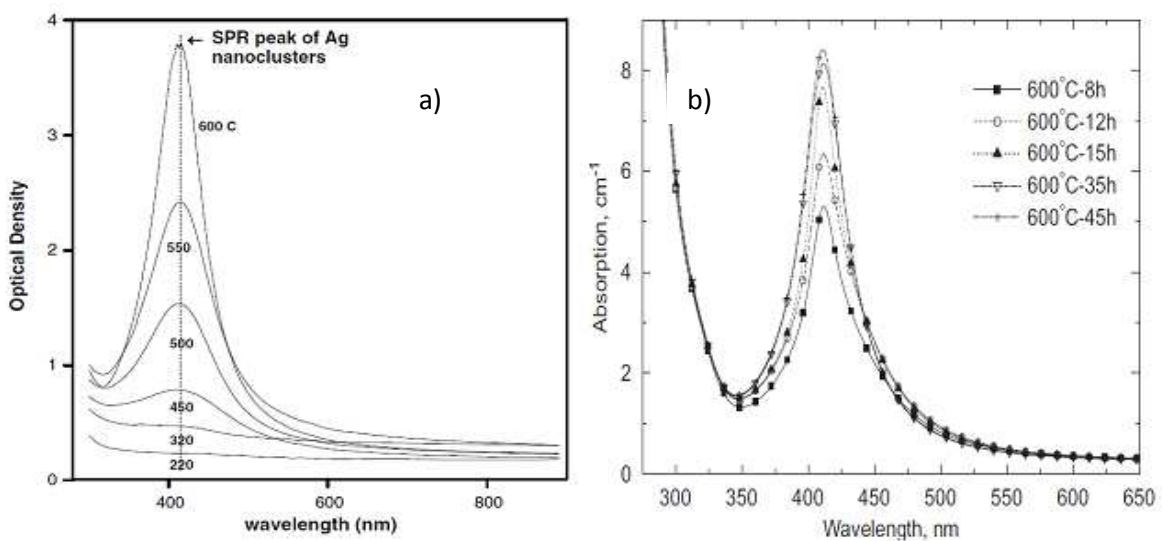 4
3
2
1
0
Optical Density
400
600
800
wavelength (nm)
← SPR peak of Ag
nanoclusters
a)
600 C
550
500
450
320
220
8
6
4
2
0
Absorption, cm-1
300
350
400
450
500
550
600
650
Wavelength, nm
b)
600°C-8h
600°C-12h
600°C-15h
600°C-35h
600°C-45h